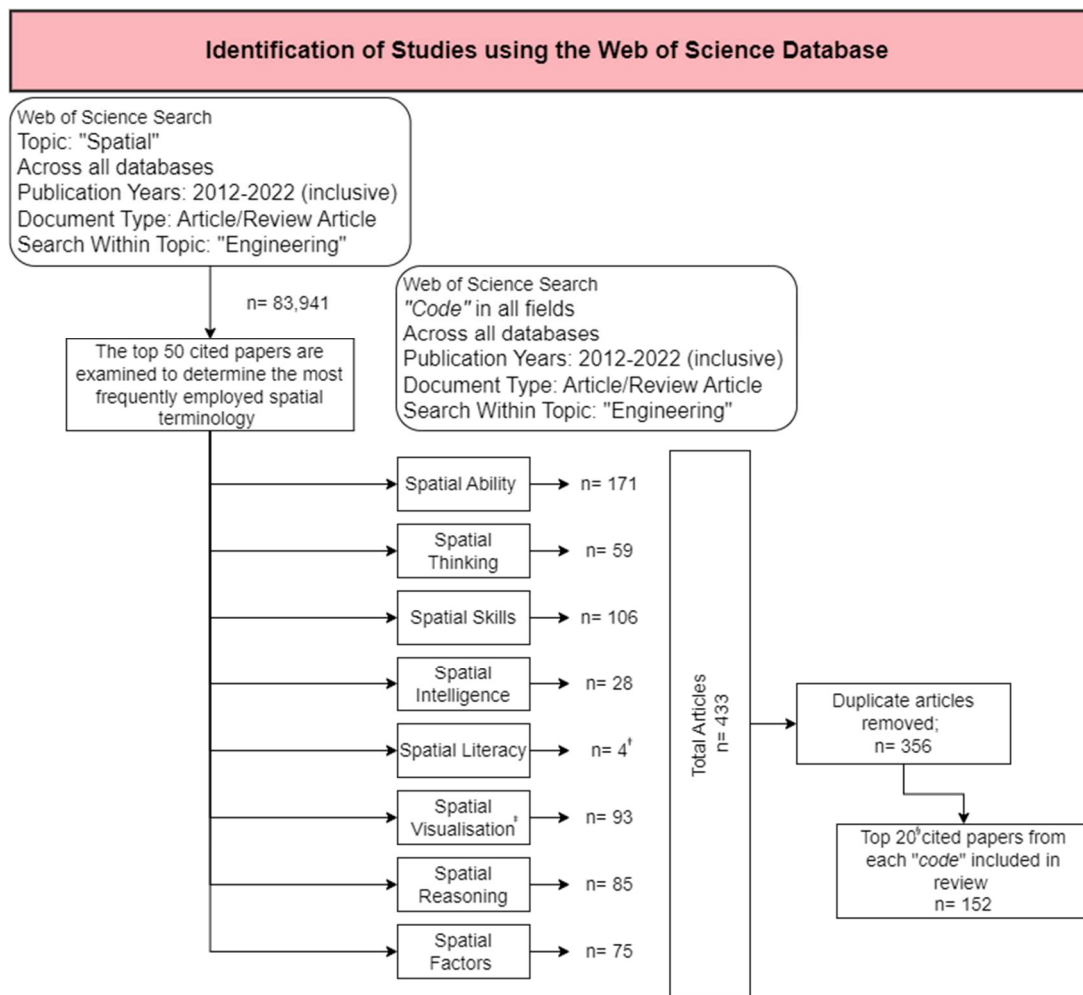 Identification of Studies using the Web of Science Database
Web of Science Search
Topic: "Spatial"
Across all databases
Publication Years: 2012-2022 (inclusive)
Document Type: Article/Review Article
Search Within Topic: "Engineering"
n= 83,941
Web of Science Search
"Code" in all fields
Across all databases
Publication Years: 2012-2022 (inclusive)
Document Type: Article/Review Article
Search Within Topic: "Engineering"
The top 50 cited papers are
examined to determine the most
frequently employed spatial
terminology
Spatial Ability
n= 171
Spatial
Thinking
n= 59
Spatial Skills
n= 106
Spatial
Intelligence
n= 28
Spatial Literacy
n= 4†
Spatial
Visualisation‡
n= 93
Spatial
Reasoning
n= 85
Spatial
Factors
n= 75
Total Articles
n= 433
Duplicate articles
removed;
n= 356
Top 20§cited papers from
each "code" included in
review
n= 152